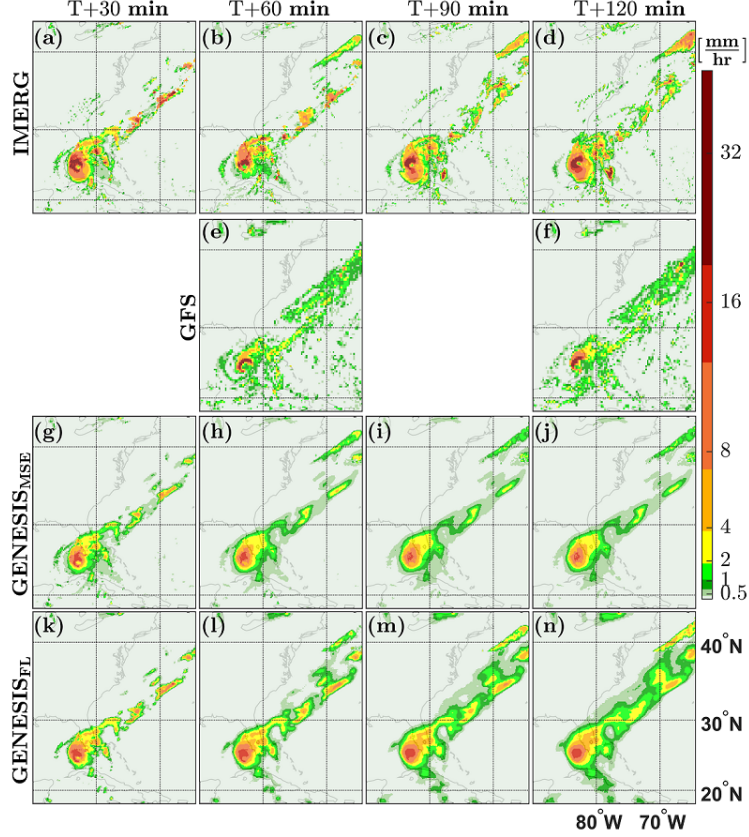 T+30 min T+60 min T+90 min T+120 min
(a) (b) (c) (d)
[mm/hr]
IMERG
32
(e) (f)
GFS
16
(g) (h) (i) (j)
8
GENESIS_MSE
4
2
1
0.5
(k) (l) (m) (n)
40°N
GENESIS_FL
30°N
20°N
80°W 70°W